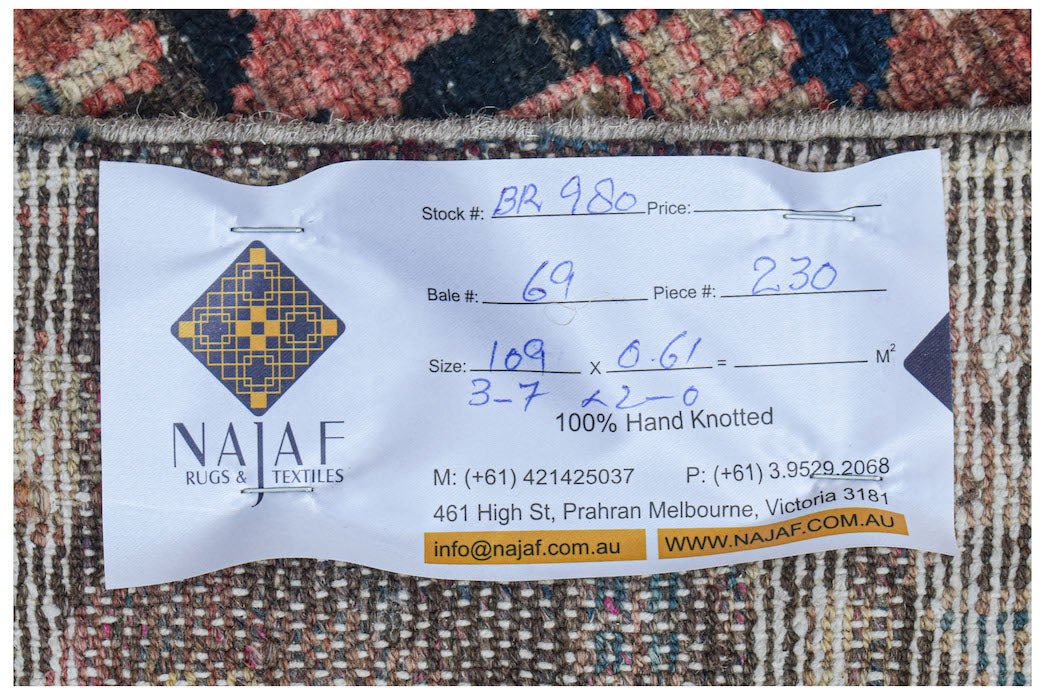 Stock #: BR 980 Price:
Bale #: 69 Piece #: 230
Size: 109 x 0.61 = M²
3-7 x 2-0
100% Hand Knotted
NAJAF
RUGS & TEXTILES
M: (+61) 421425037 P: (+61) 3.9529.2068
461 High St, Prahran Melbourne, Victoria 3181
info@najaf.com.au WWW.NAJAF.COM.AU